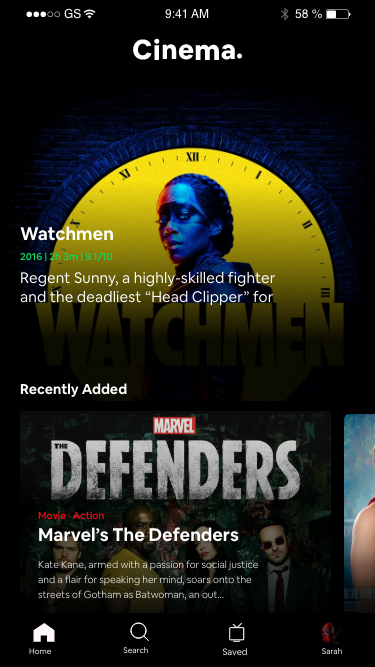 GS 9:41 AM 58 %
Cinema.
XI XII I
III
Watchmen
2016 | 2h 3m | 9.1/10
Regent Sunny, a highly-skilled fighter
and the deadliest “Head Clipper” for
WATCHMEN
Recently Added
MARVEL
THE
DEFENDERS
Movie · Action
Marvel’s The Defenders
Kate Kane, armed with a passion for social justice
and a flair for speaking her mind, soars onto the
streets of Gotham as Batwoman, an out...
Home Search Saved Sarah